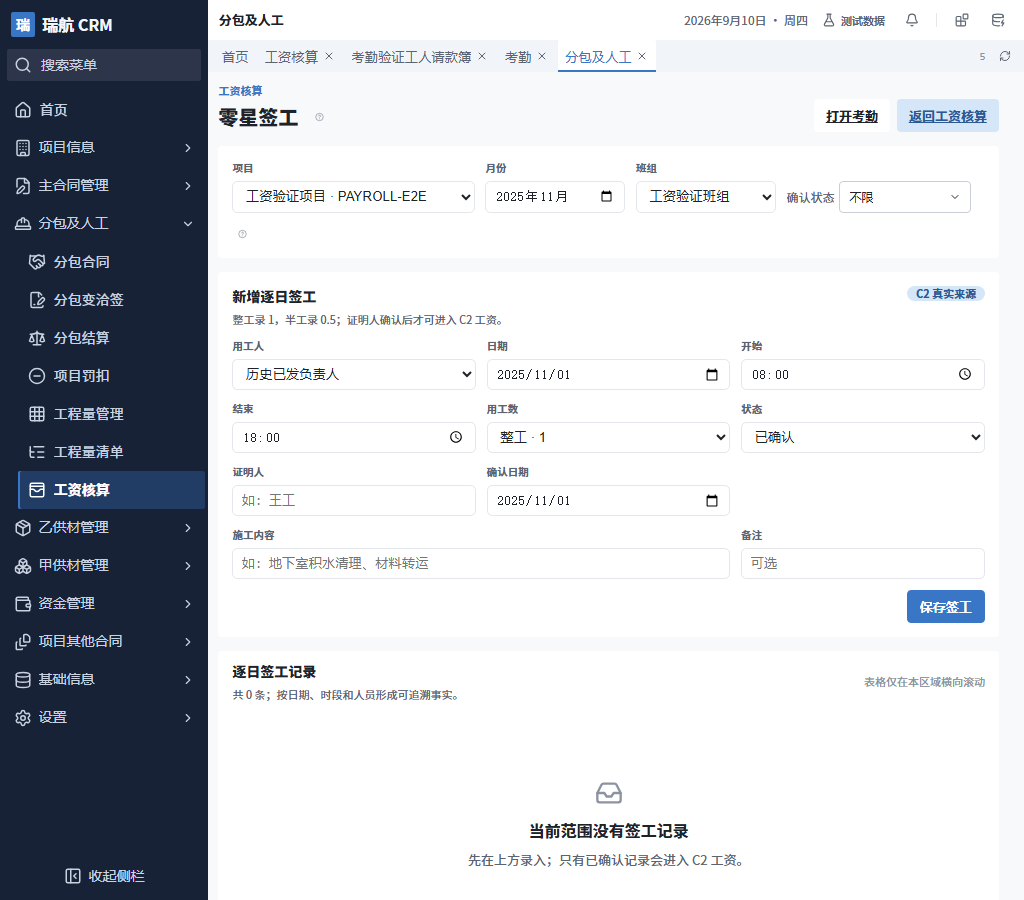 瑞 瑞航 CRM
搜索菜单
首页
项目信息
主合同管理
分包及人工
分包合同
分包变洽签
分包结算
项目罚扣
工程量管理
工程量清单
工资核算
乙供材管理
甲供材管理
资金管理
项目其他合同
基础信息
设置
收起侧栏
分包及人工
2026年9月10日 · 周四 测试数据
首页 工资核算 × 考勤验证工人请款簿 × 考勤 × 分包及人工 × 5
工资核算
零星签工
打开考勤 返回工资核算
项目 月份 班组
工资验证项目 · PAYROLL-E2E 2025年11月 工资验证班组 确认状态 不限
新增逐日签工 C2 真实来源
整工录 1，半工录 0.5；证明人确认后才可进入 C2 工资。
用工人 日期 开始
历史已发负责人 2025/11/01 08:00
结束 用工数 状态
18:00 整工 · 1 已确认
证明人 确认日期
如：王工 2025/11/01
施工内容 备注
如：地下室积水清理、材料转运 可选
保存签工
逐日签工记录
共 0 条；按日期、时段和人员形成可追溯事实。
表格仅在本区域横向滚动
当前范围没有签工记录
先在上方录入；只有已确认记录会进入 C2 工资。